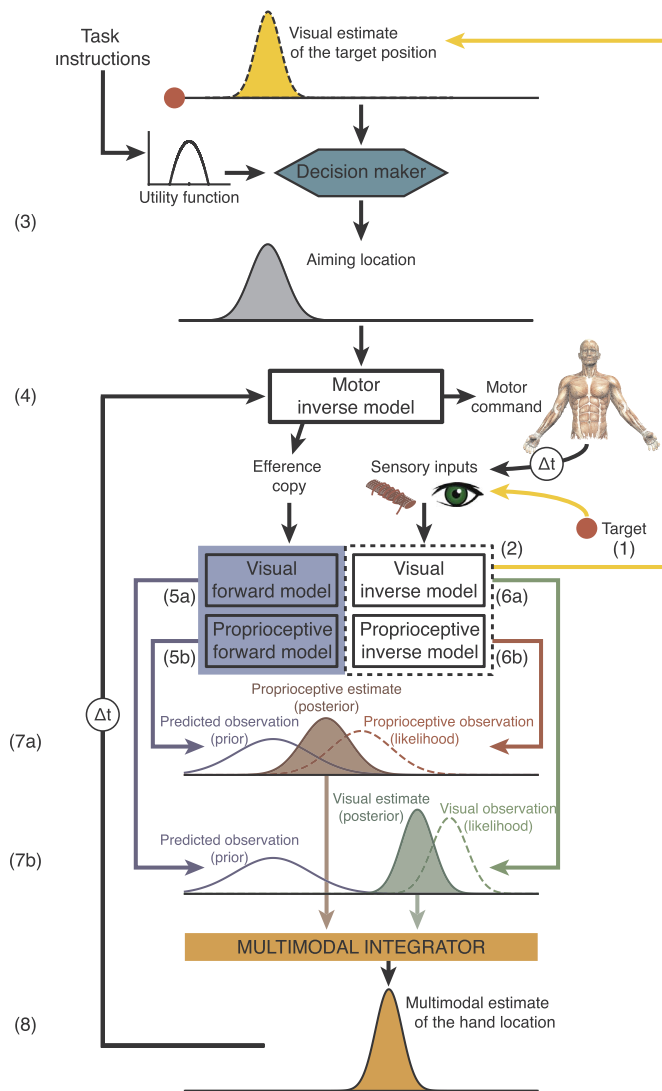 Task
instructions
Visual estimate
of the target position
Utility function
Decision maker
(3)
Aiming location
(4)
Motor
inverse model
Motor
command
Efference
copy
Sensory inputs
Δt
Target
(1)
(2)
Visual
forward model
Visual
inverse model
(5a)
(6a)
Proprioceptive
forward model
Proprioceptive
inverse model
(5b)
(6b)
Δt
(7a)
Proprioceptive estimate
(posterior)
Predicted observation
(prior)
Proprioceptive observation
(likelihood)
(7b)
Visual estimate
(posterior)
Visual observation
(likelihood)
Predicted observation
(prior)
MULTIMODAL INTEGRATOR
(8)
Multimodal estimate
of the hand location